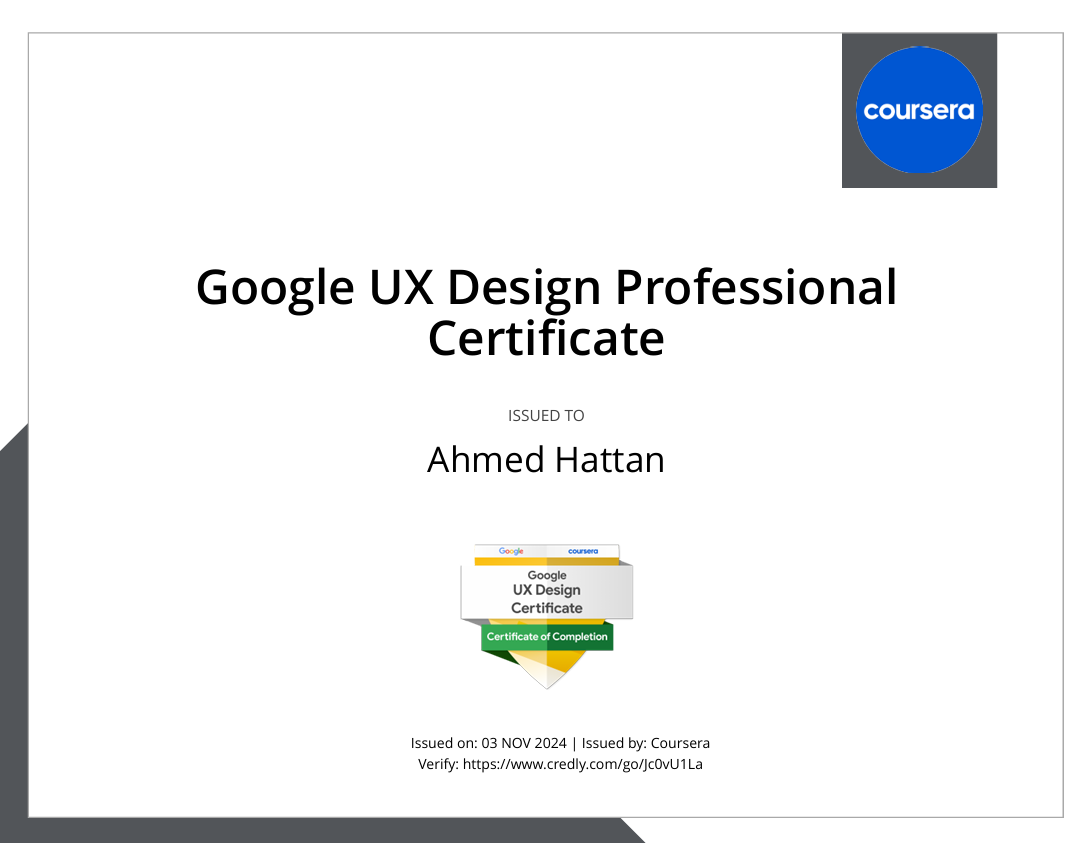 coursera
Google UX Design Professional
Certificate
ISSUED TO
Ahmed Hattan
Google coursera
Google
UX Design
Certificate
Certificate of Completion
Issued on: 03 NOV 2024 | Issued by: Coursera
Verify: https://www.credly.com/go/Jc0vU1La